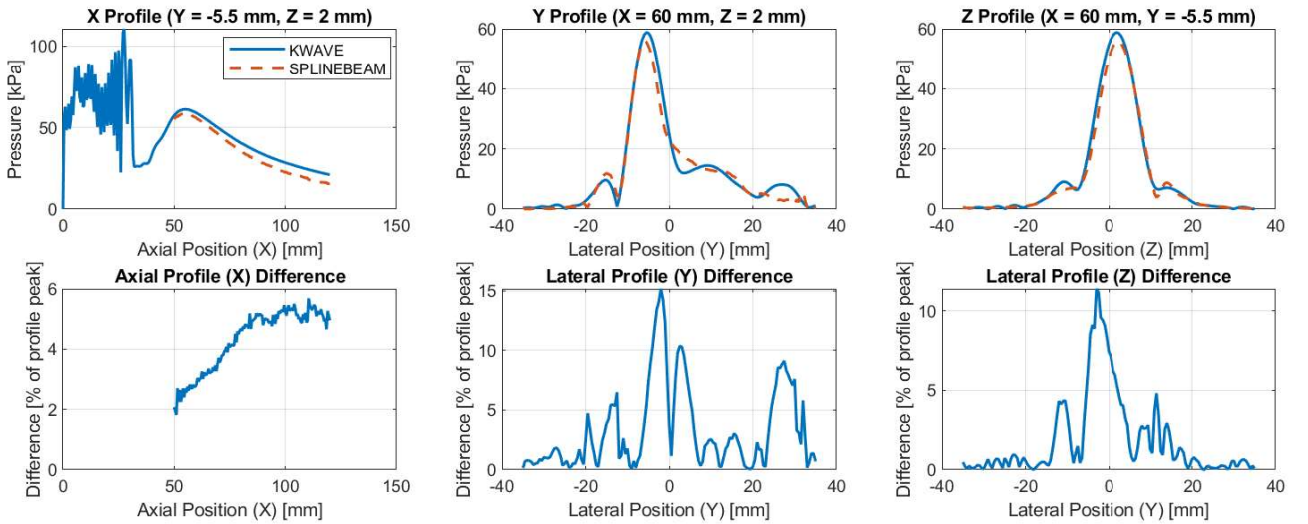 X Profile (Y = -5.5 mm, Z = 2 mm)
Pressure [kPa]
100
50
0
KWAVE
SPLINEBEAM
0 50 100 150
Axial Position (X) [mm]
Y Profile (X = 60 mm, Z = 2 mm)
Pressure [kPa]
60
40
20
0
-40 -20 0 20 40
Lateral Position (Y) [mm]
Z Profile (X = 60 mm, Y = -5.5 mm)
Pressure [kPa]
60
40
20
0
-40 -20 0 20 40
Lateral Position (Z) [mm]
Axial Profile (X) Difference
Difference [% of profile peak]
6
4
2
0
0 50 100 150
Axial Position (X) [mm]
Lateral Profile (Y) Difference
Difference [% of profile peak]
15
10
5
0
-40 -20 0 20 40
Lateral Position (Y) [mm]
Lateral Profile (Z) Difference
Difference [% of profile peak]
10
5
0
-40 -20 0 20 40
Lateral Position (Y) [mm]